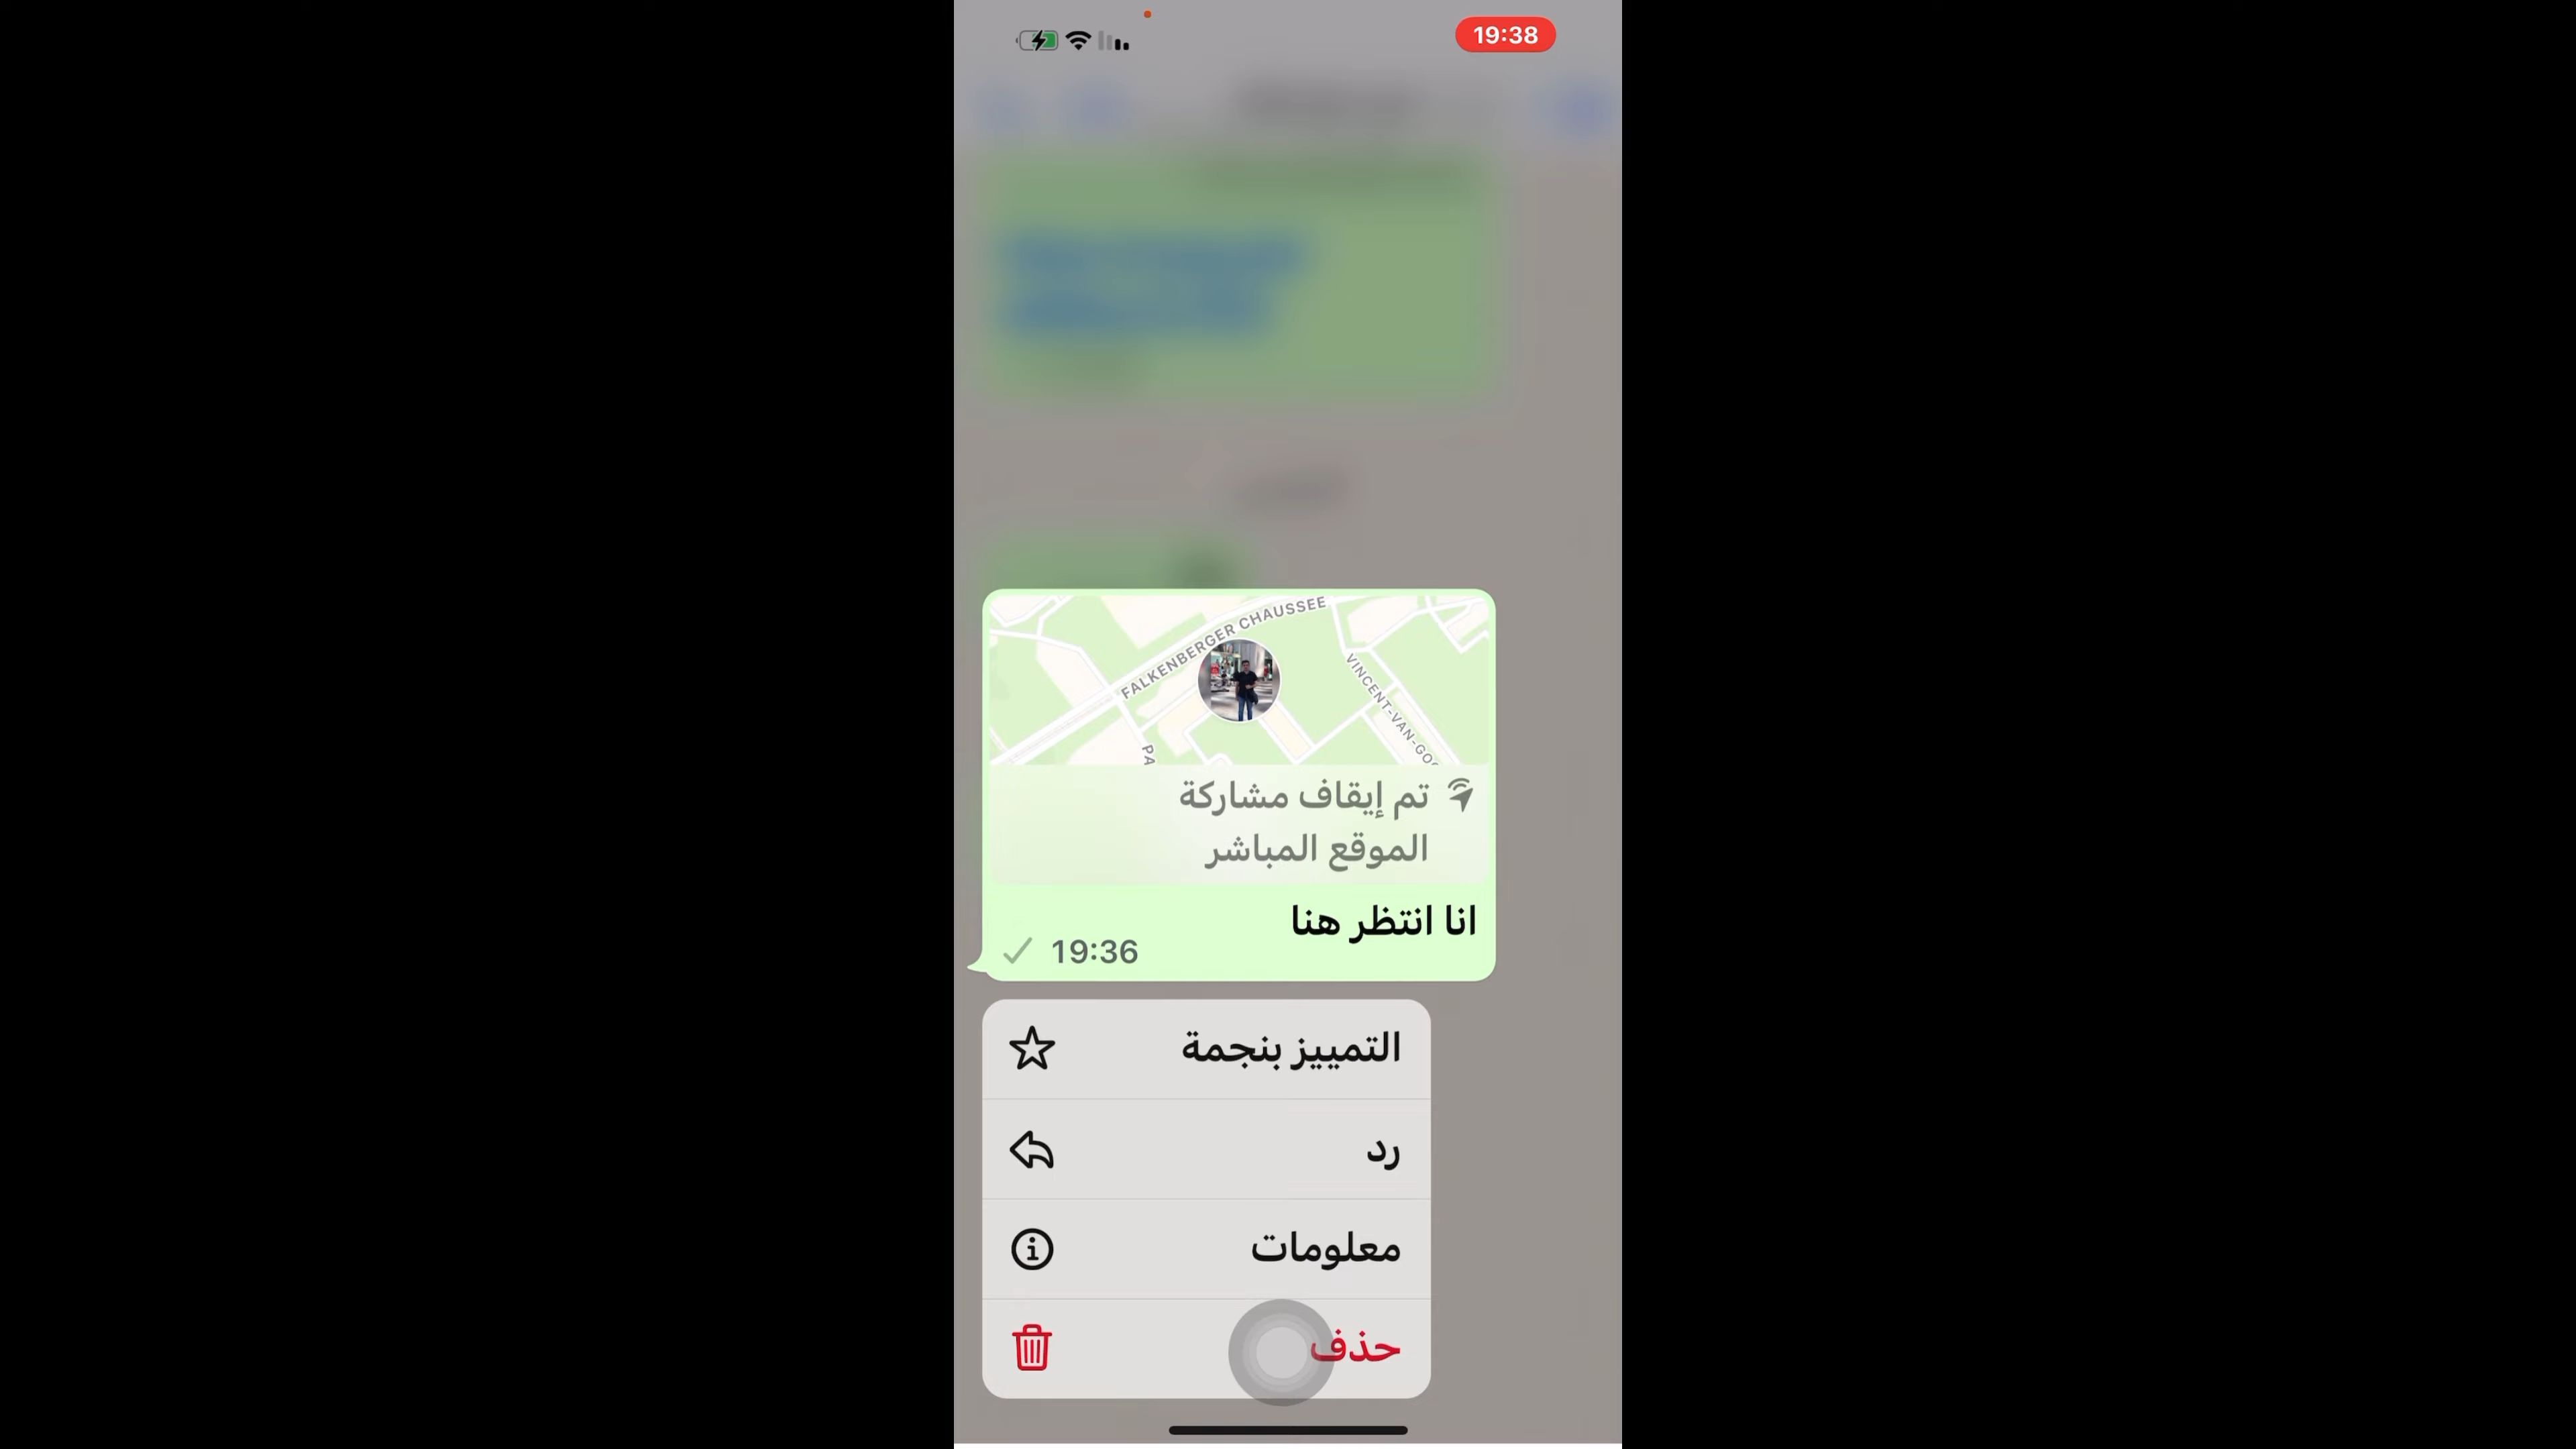 19:38
FALKENBERGER CHAUSSEE
VINCENT-VAN-GOG
PA
تم إيقاف مشاركة
الموقع المباشر
انا انتظر هنا
19:36
التمييز بنجمة
رد
معلومات
حذف